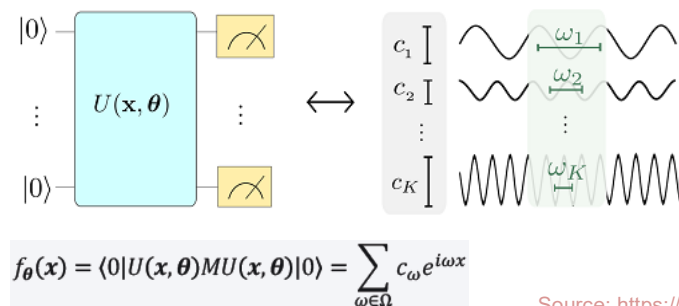 |0⟩
U(x, θ)
|0⟩
c₁
ω₁
c₂
ω₂
c_K
ω_K
f_θ(x) = ⟨0|U(x, θ)MU(x, θ)|0⟩ = ∑_{ω∈Ω} c_ω e^{iωx}
Source: https:/